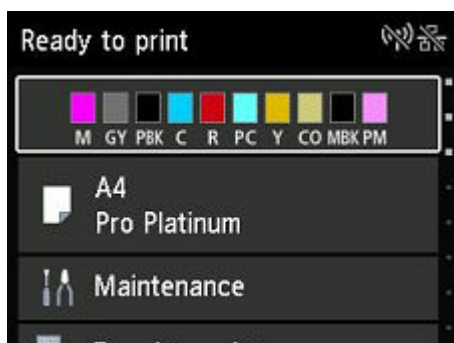 Ready to print
M GY PBK C R PC Y CO MBK PM
A4
Pro Platinum
Maintenance